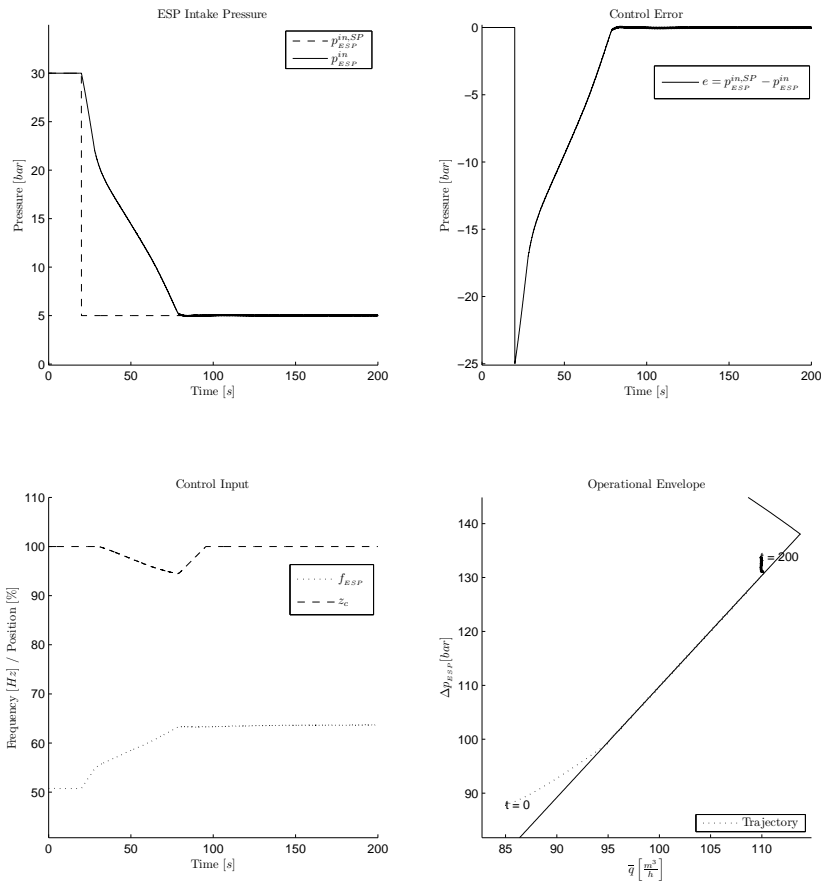 ESP Intake Pressure
p_{ESP}^{in,SP}
p_{ESP}^{in}
Pressure [bar]
30
25
20
15
10
5
0
0 50 100 150 200
Time [s]
Control Error
e = p_{ESP}^{in,SP} − p_{ESP}^{in}
Pressure [bar]
0
−5
−10
−15
−20
−25
0 50 100 150 200
Time [s]
Control Input
f_{ESP}
z_c
Frequency [Hz] / Position [%]
110
100
90
80
70
60
50
0 50 100 150 200
Time [s]
Operational Envelope
t = 200
t = 0
Trajectory
Δp_{ESP} [bar]
140
130
120
110
100
90
85 90 95 100 105 110
q̅ [m³/h]